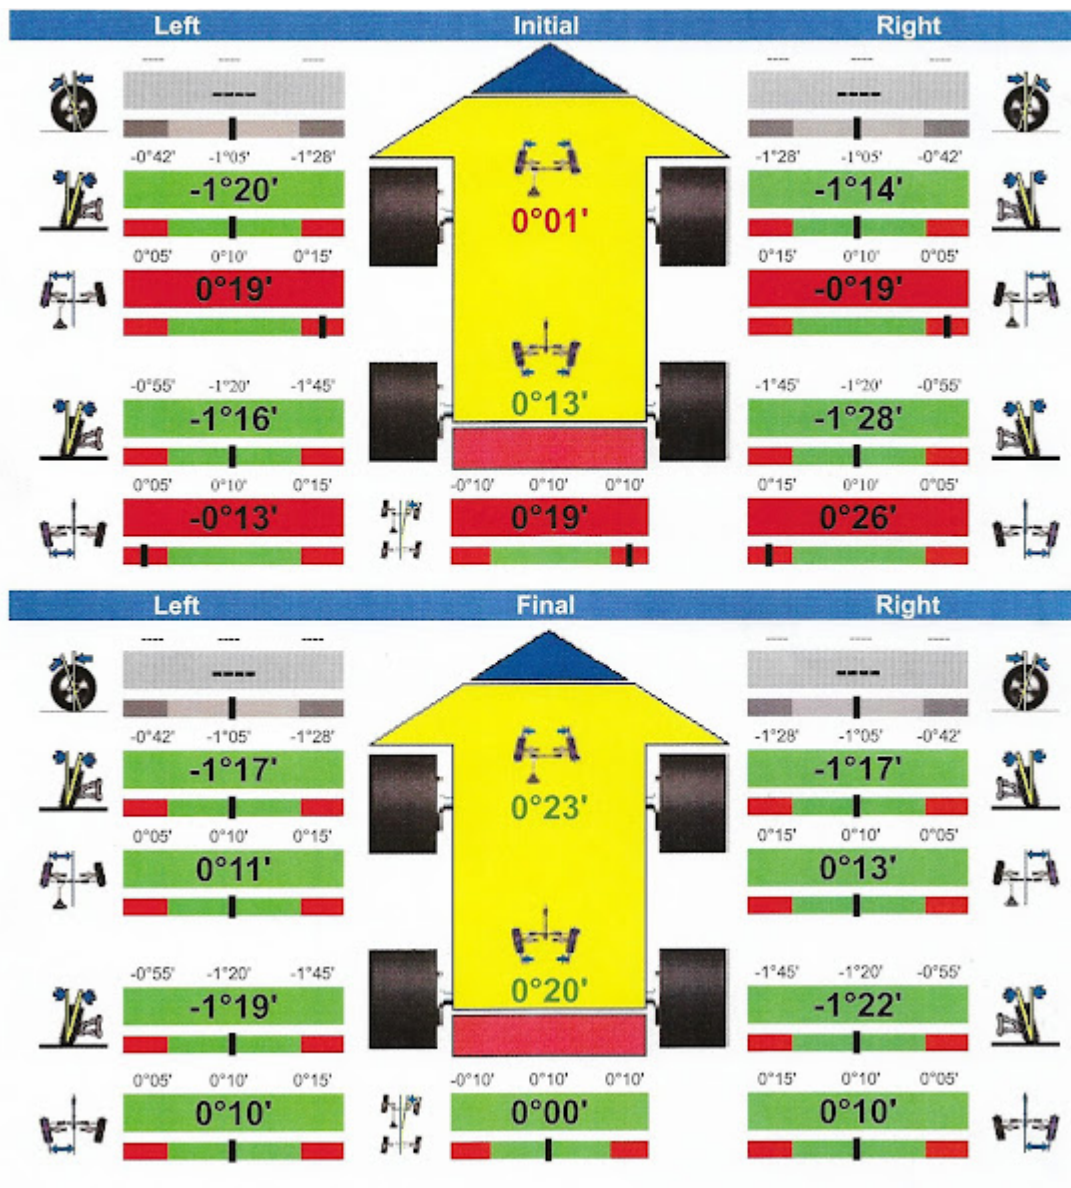 Left Initial Right
---- ---- ---- ---- ---- ----
---- ----
-0°42' -1°05' -1°28' -1°28' -1°05' -0°42'
-1°20' -1°14'
0°01'
0°05' 0°10' 0°15' 0°15' 0°10' 0°05'
0°19' -0°19'
-0°55' -1°20' -1°45' -1°45' -1°20' -0°55'
-1°16' 0°13' -1°28'
0°05' 0°10' 0°15' -0°10' 0°10' 0°10' 0°15' 0°10' 0°05'
-0°13' 0°19' 0°26'
Left Final Right
---- ---- ---- ---- ---- ----
---- ----
-0°42' -1°05' -1°28' -1°28' -1°05' -0°42'
-1°17' -1°17'
0°23'
0°05' 0°10' 0°15' 0°15' 0°10' 0°05'
0°11' 0°13'
-0°55' -1°20' -1°45' -1°45' -1°20' -0°55'
-1°19' 0°20' -1°22'
0°05' 0°10' 0°15' -0°10' 0°10' 0°10' 0°15' 0°10' 0°05'
0°10' 0°00' 0°10'